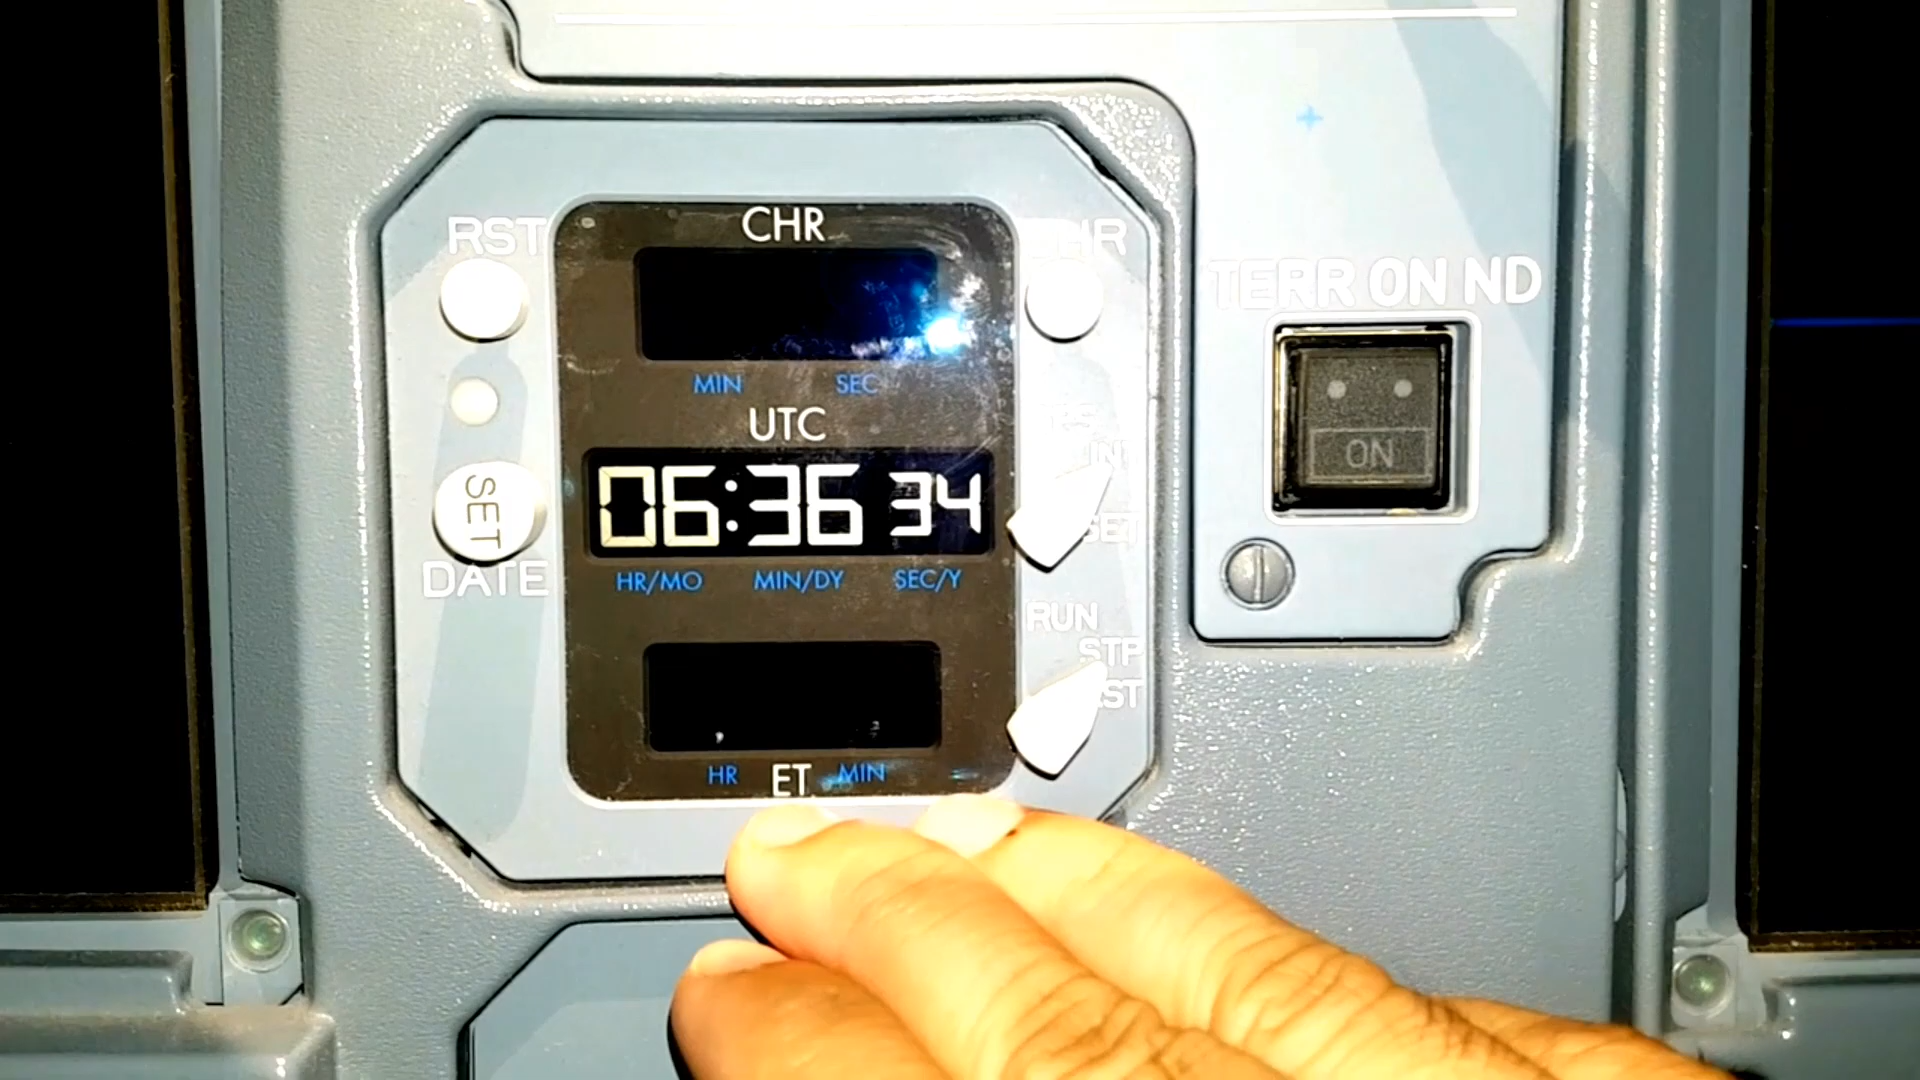 RST
CHR
MIN SEC
UTC
06:36 34
HR/MO MIN/DY SEC/Y
HR ET MIN
SET
DATE
SET
RUN
STP
TERR ON ND
ON